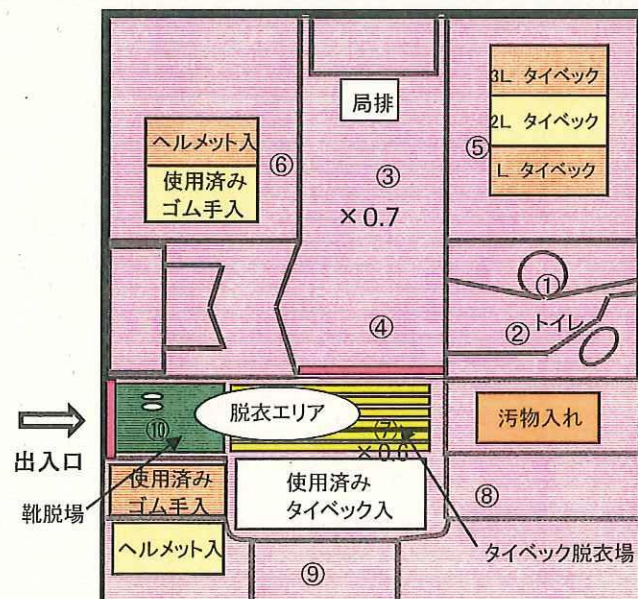 3L タイベック
局排
2L タイベック
ヘルメット入
⑥
③
⑤
L タイベック
使用済み
ゴム手入
×0.7
①
④
② トイレ
脱衣エリア
汚物入れ
⑩
⑦
×0.6
出入口
使用済み
ゴム手入
使用済み
タイベック入
⑧
靴脱場
ヘルメット入
タイベック脱衣場
⑨